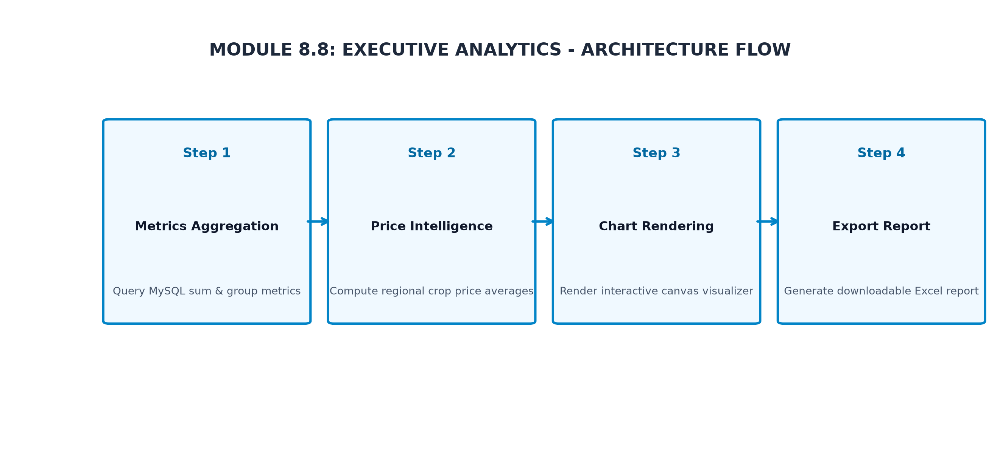 MODULE 8.8: EXECUTIVE ANALYTICS - ARCHITECTURE FLOW
Step 1
Metrics Aggregation
Query MySQL sum & group metrics
Step 2
Price Intelligence
Compute regional crop price averages
Step 3
Chart Rendering
Render interactive canvas visualizer
Step 4
Export Report
Generate downloadable Excel report